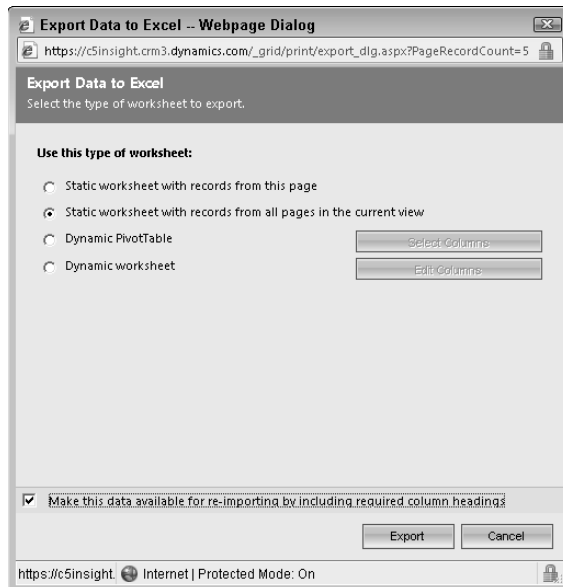 Export Data to Excel -- Webpage Dialog
https://c5insight.crm3.dynamics.com/_grid/print/export_dlg.aspx?PageRecordCount=5
Export Data to Excel
Select the type of worksheet to export.
Use this type of worksheet:
Static worksheet with records from this page
Static worksheet with records from all pages in the current view
Dynamic PivotTable
Select Columns
Dynamic worksheet
Edit Columns
Make this data available for re-importing by including required column headings
Export
Cancel
https://c5insight. Internet | Protected Mode: On